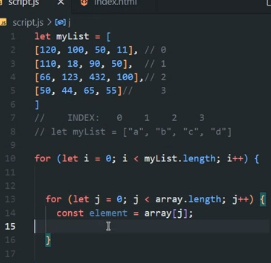 script.js X index.html
script.js > j
1 let myList = [
2 [120, 100, 50, 11], // 0
3 [110, 18, 90, 50], // 1
4 [66, 123, 432, 100],// 2
5 [50, 44, 65, 55]// 3
6 ]
7 // INDEX: 0 1 2 3
8 // let myList = ["a", "b", "c", "d"]
9
10 for (let i = 0; i < myList.length; i++) {
11
12
13 for (let j = 0; j < array.length; j++) {
14 const element = array[j];
15
16 }
17